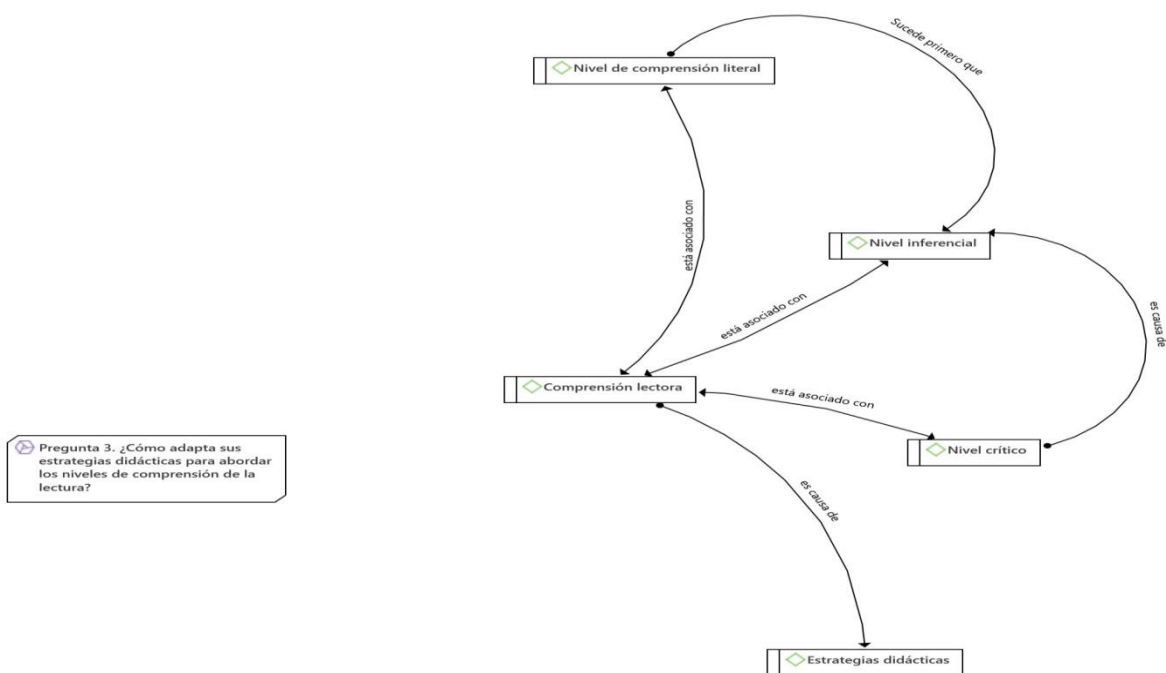 Sucede primero que
Nivel de comprensión literal
está asociado con
Nivel inferencial
está asociado con
es causa de
Comprensión lectora
está asociado con
Nivel crítico
Pregunta 3. ¿Cómo adapta sus
estrategias didácticas para abordar
los niveles de comprensión de la
lectura?
es causa de
Estrategias didácticas